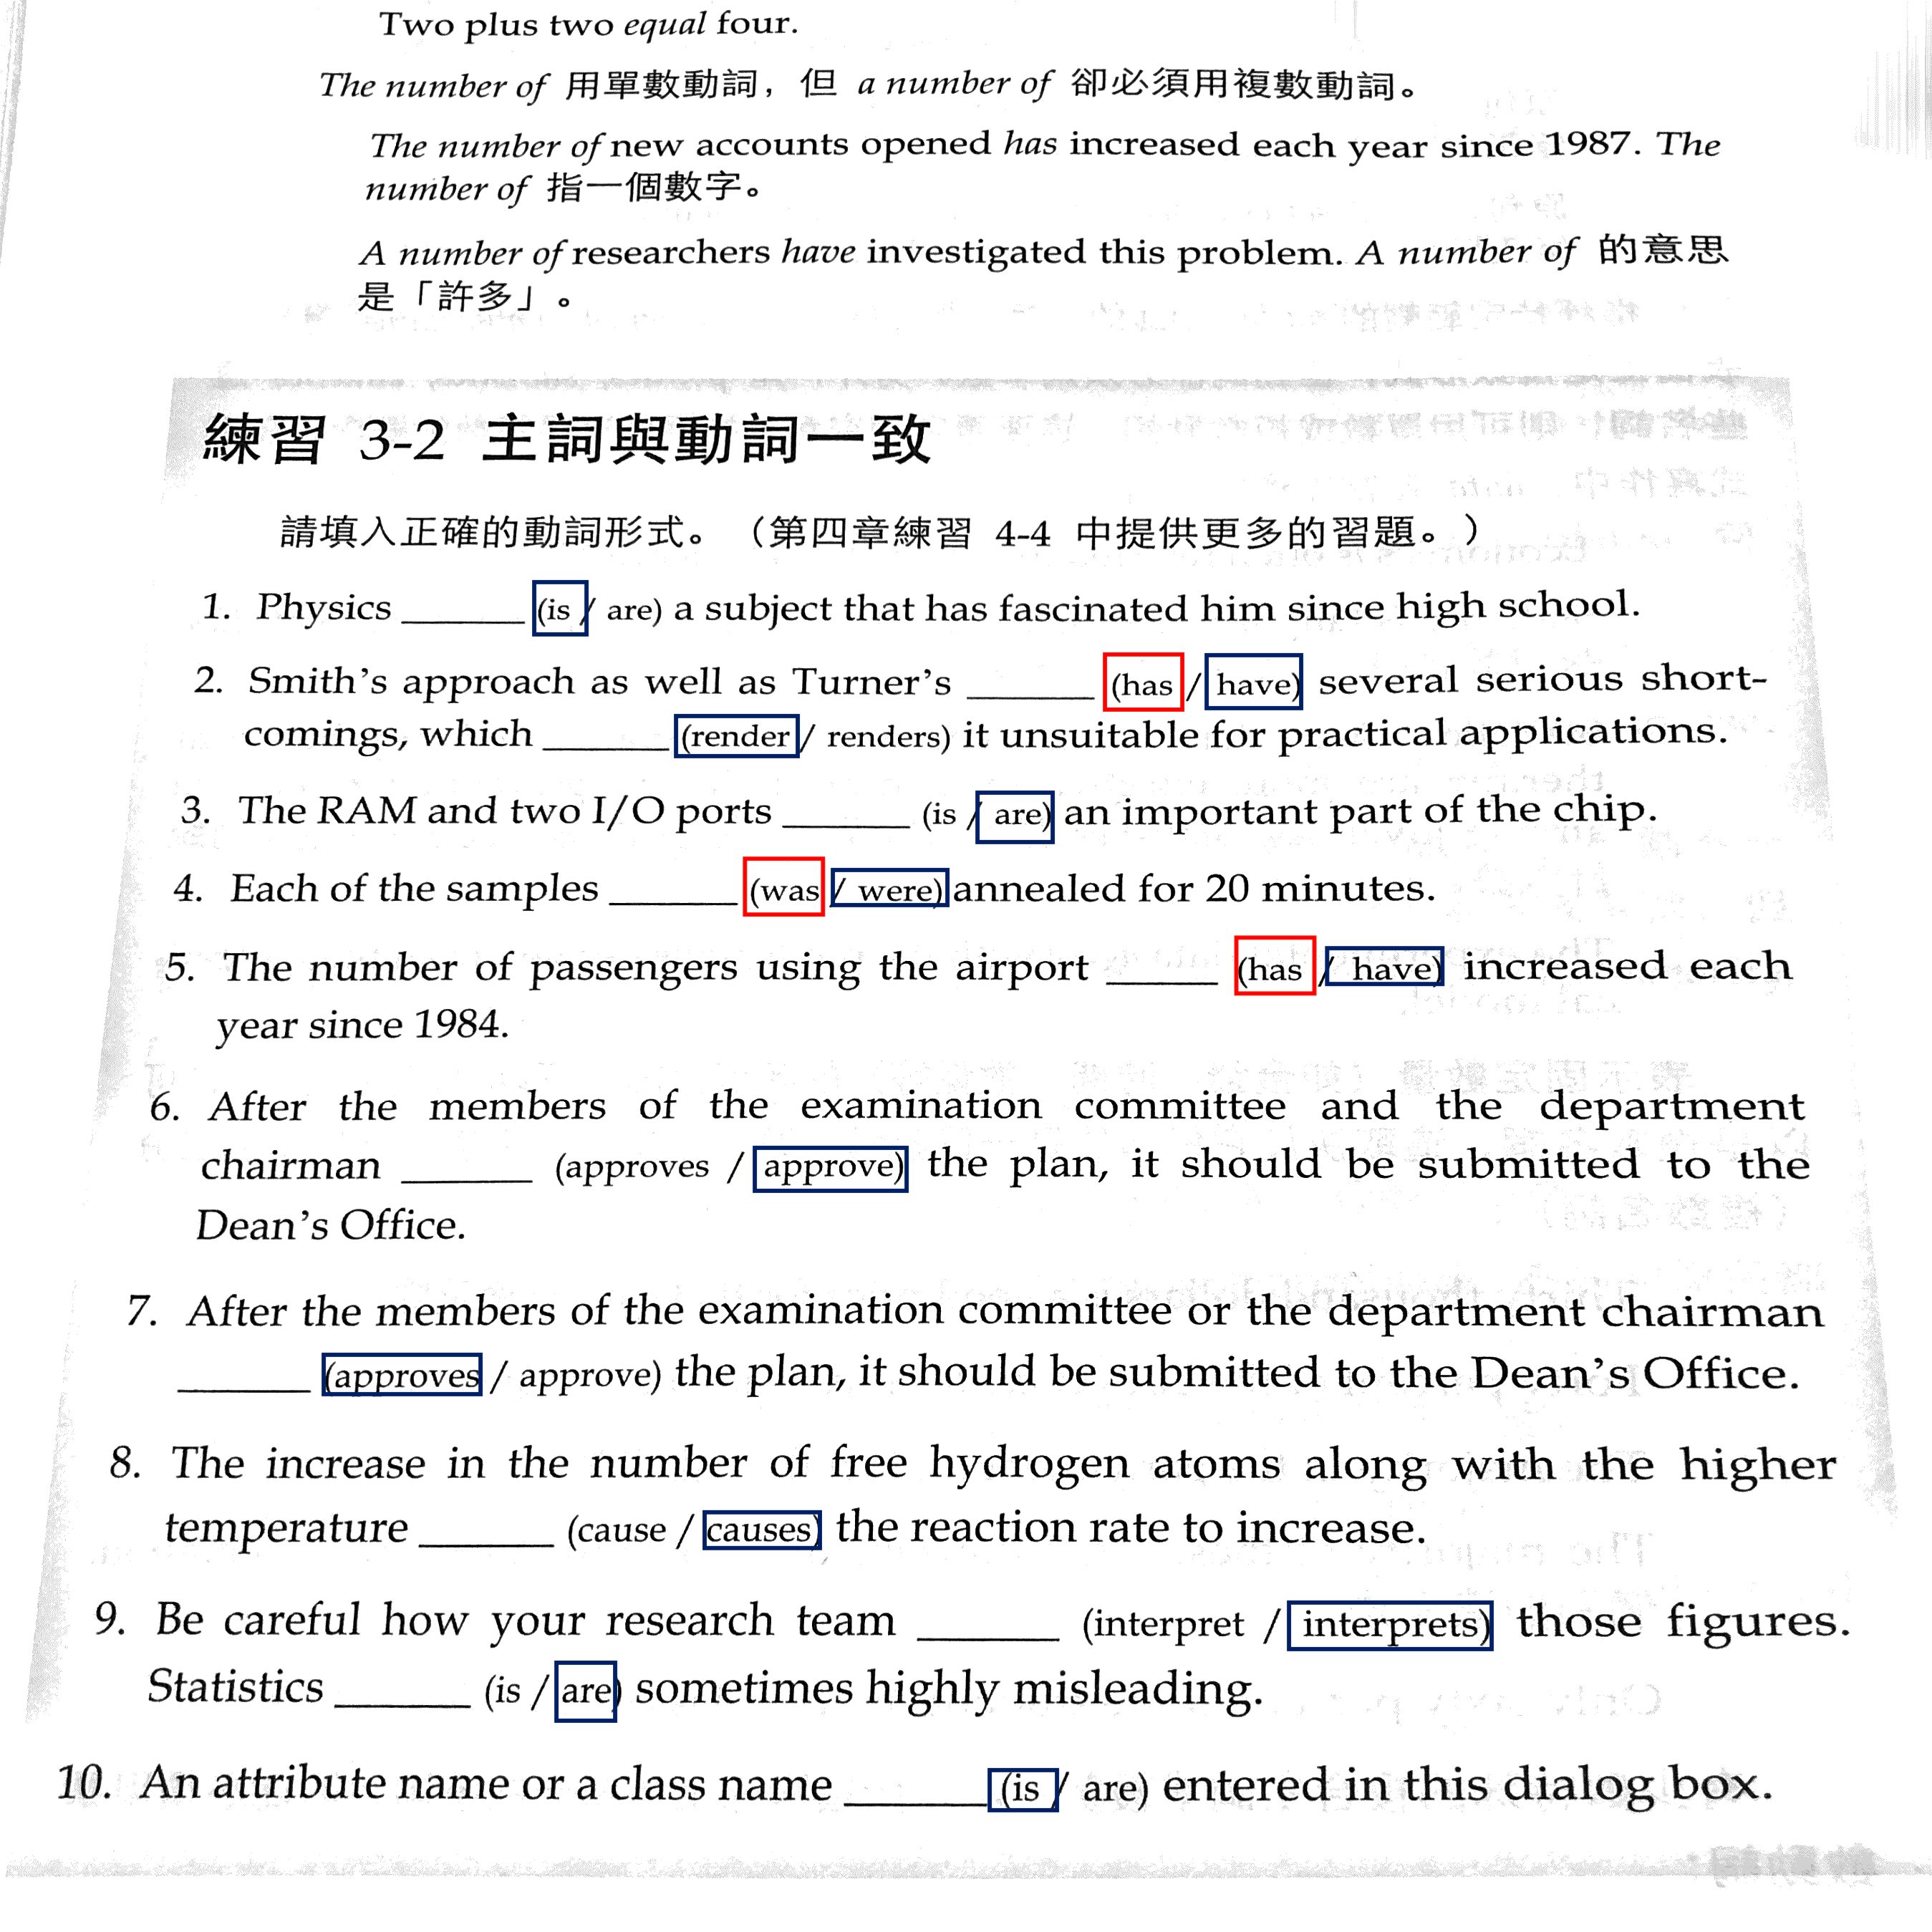 Two plus two equal four.
The number of 用單數動詞，但 a number of 卻必須用複數動詞。
The number of new accounts opened has increased each year since 1987. The
number of 指一個數字。
A number of researchers have investigated this problem. A number of 的意思
是「許多」。
練習 3-2 主詞與動詞一致
請填入正確的動詞形式。（第四章練習 4-4 中提供更多的習題。）
1. Physics ______ (is / are) a subject that has fascinated him since high school.
2. Smith's approach as well as Turner's ______ (has / have) several serious short-
comings, which ______ (render / renders) it unsuitable for practical applications.
3. The RAM and two I/O ports ______ (is / are) an important part of the chip.
4. Each of the samples ______ (was / were) annealed for 20 minutes.
5. The number of passengers using the airport ______ (has / have) increased each
year since 1984.
6. After the members of the examination committee and the department
chairman ______ (approves / approve) the plan, it should be submitted to the
Dean's Office.
7. After the members of the examination committee or the department chairman
______ (approves / approve) the plan, it should be submitted to the Dean's Office.
8. The increase in the number of free hydrogen atoms along with the higher
temperature ______ (cause / causes) the reaction rate to increase.
9. Be careful how your research team ______ (interpret / interprets) those figures.
Statistics ______ (is / are) sometimes highly misleading.
10. An attribute name or a class name ______ (is / are) entered in this dialog box.